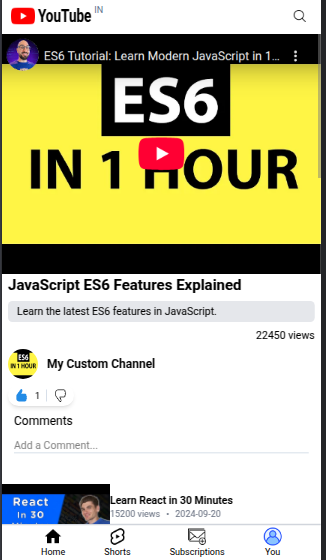 YouTube IN
ES6 Tutorial: Learn Modern JavaScript in 1...
ES6
IN 1 HOUR
JavaScript ES6 Features Explained
Learn the latest ES6 features in JavaScript.
22450 views
ES6
IN 1 HOUR
My Custom Channel
1
Comments
Add a Comment...
React
In 30
Learn React in 30 Minutes
15200 views • 2024-09-20
Home
Shorts
Subscriptions
You